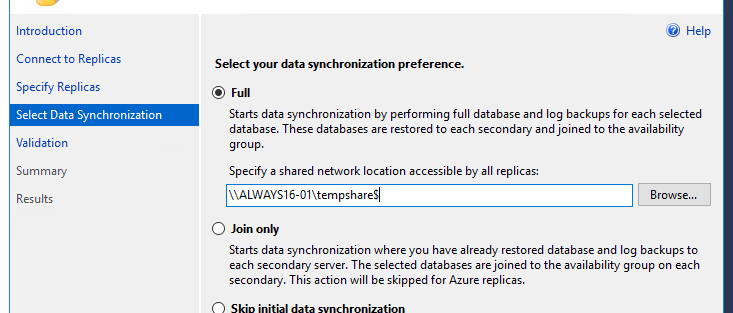 Introduction
Connect to Replicas
Specify Replicas
Select Data Synchronization
Validation
Summary
Results
Help
Select your data synchronization preference.
Full
Starts data synchronization by performing full database and log backups for each selected
database. These databases are restored to each secondary and joined to the availability
group.
Specify a shared network location accessible by all replicas:
\\ALWAYS16-01\tempshare$
Browse...
Join only
Starts data synchronization where you have already restored database and log backups to
each secondary server. The selected databases are joined to the availability group on each
secondary. This action will be skipped for Azure replicas.
Skip initial data synchronization